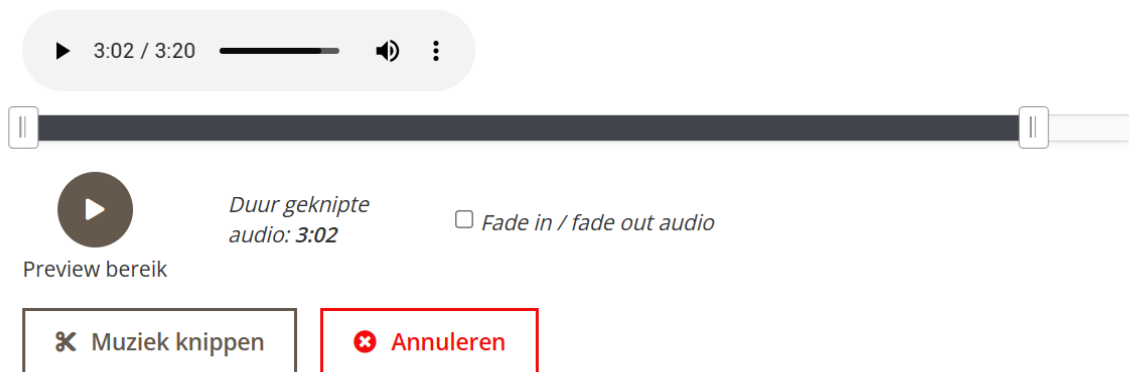 3:02 / 3:20
Duur geknipte
audio: 3:02
Fade in / fade out audio
Preview bereik
Muziek knippen
Annuleren